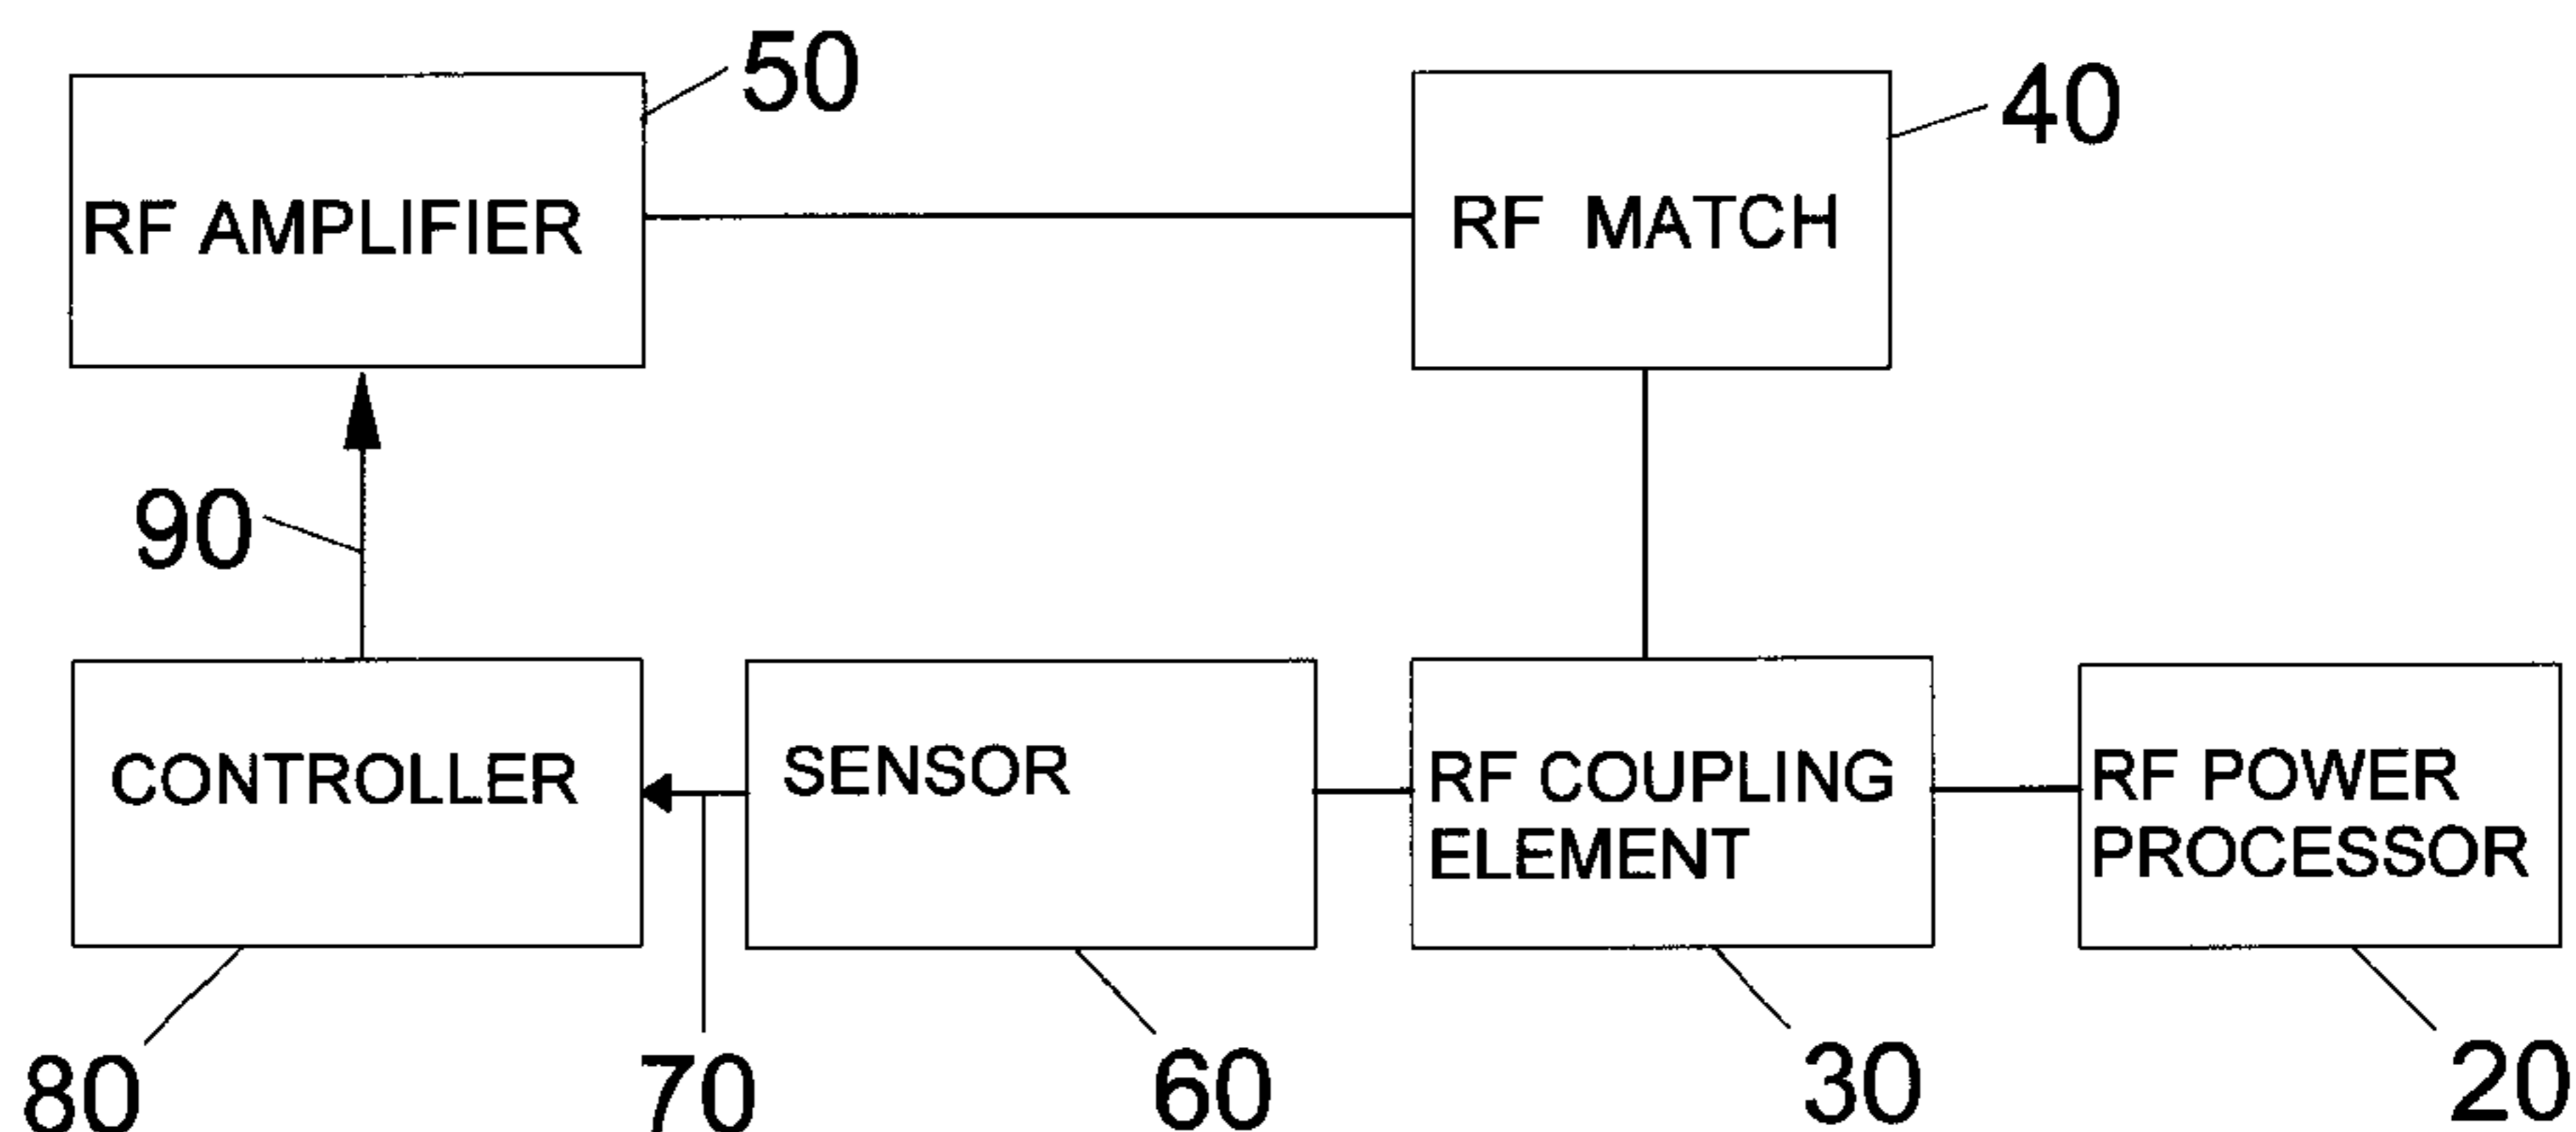 50
40
RF AMPLIFIER
RF MATCH
90
CONTROLLER
SENSOR
RF COUPLING
ELEMENT
RF POWER
PROCESSOR
80
70
60
30
20